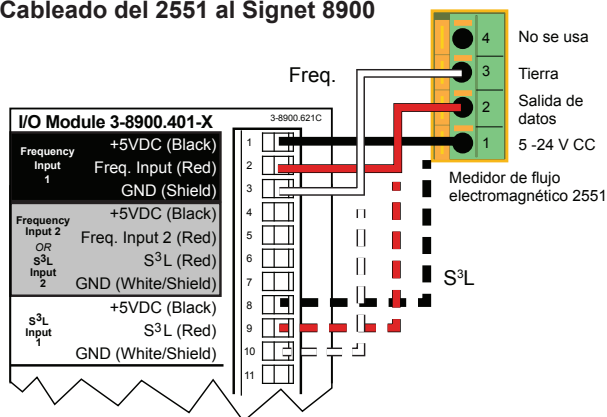 Cableado del 2551 al Signet 8900
4 No se usa
3 Tierra
2 Salida de datos
1 5 -24 V CC
Medidor de flujo
electromagnético 2551
Freq.
S³L
I/O Module 3-8900.401-X
3-8900.621C
Frequency
Input
1
+5VDC (Black)
Freq. Input (Red)
GND (Shield)
Frequency
Input 2
OR
S³L
Input
2
+5VDC (Black)
Freq. Input 2 (Red)
S³L (Red)
GND (White/Shield)
S³L
Input
1
+5VDC (Black)
S³L (Red)
GND (White/Shield)
1
2
3
4
5
6
7
8
9
10
11